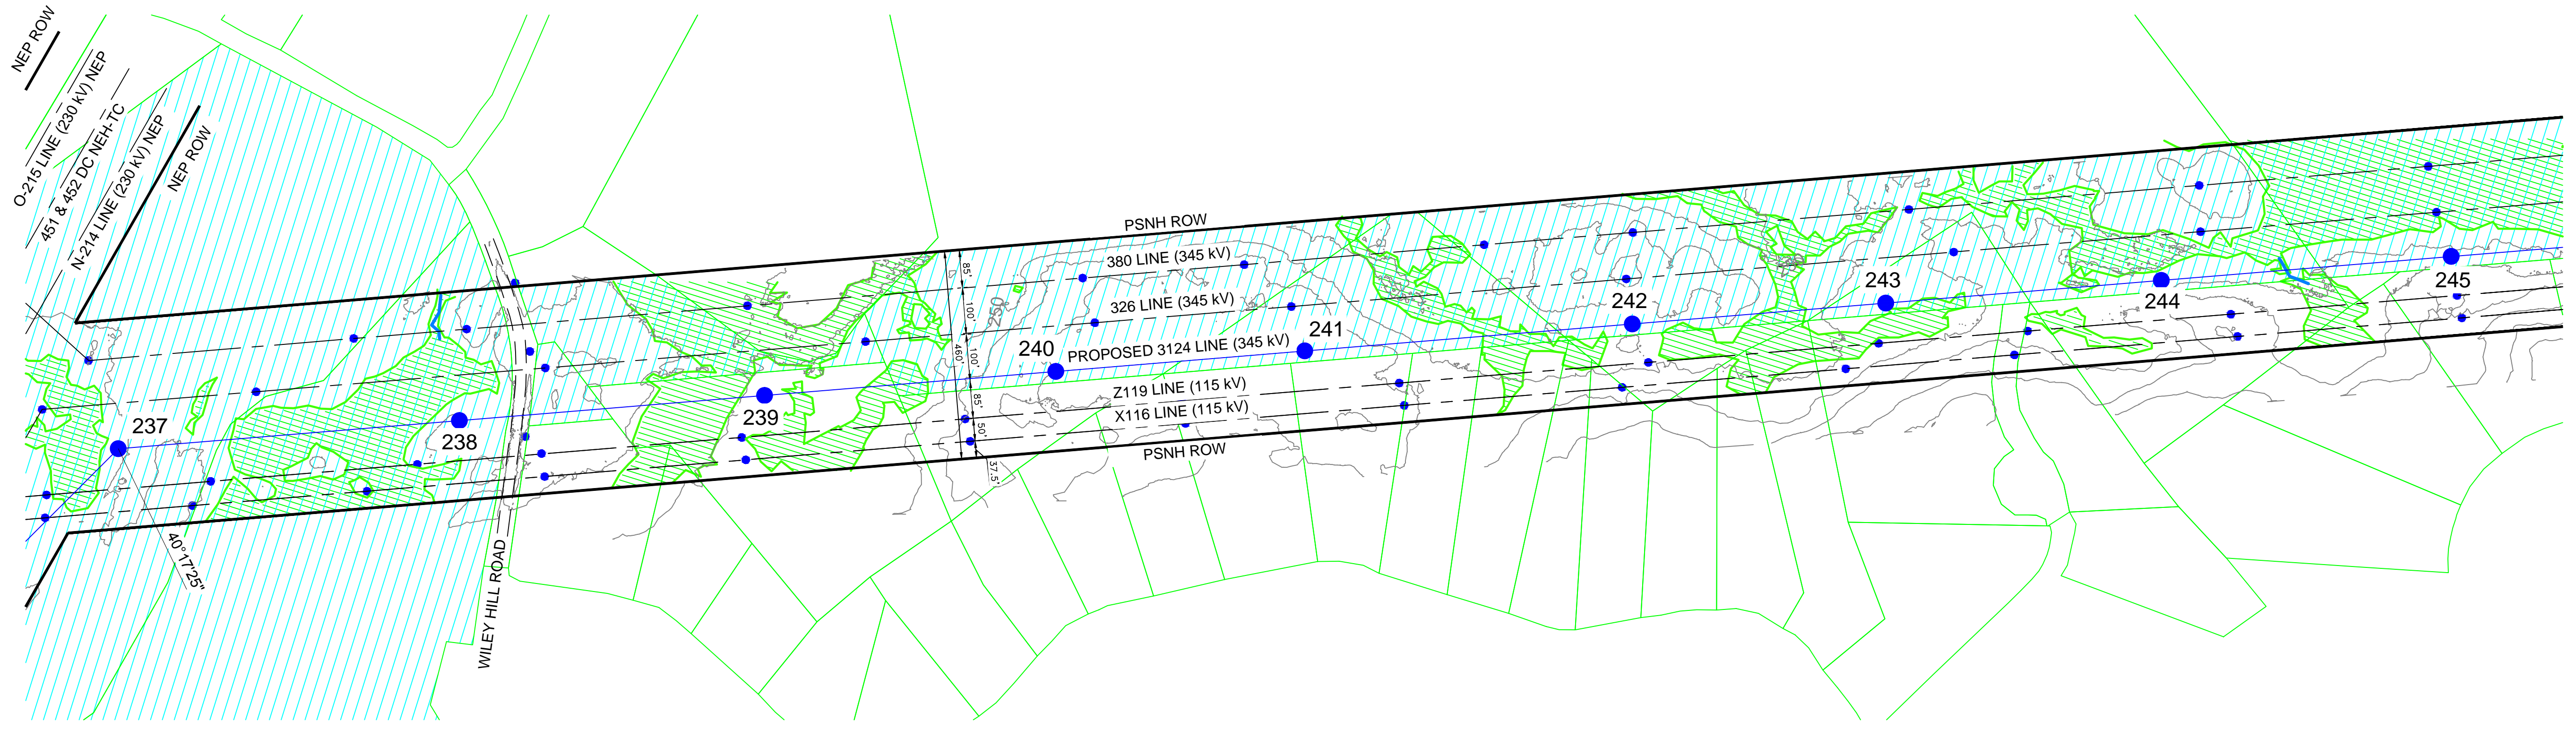 NEP ROW
O-215 LINE (230 kV) NEP
451 & 452 DC NEH-TC
N-214 LINE (230 kV) NEP
NEP ROW
PSNH ROW
380 LINE (345 kV)
326 LINE (345 kV)
PROPOSED 3124 LINE (345 kV)
Z119 LINE (115 kV)
X116 LINE (115 kV)
PSNH ROW
85'
100'
460'
100'
85'
50'
37.5'
250
237
238
239
240
241
242
243
244
245
40°17'25"
WILEY HILL ROAD